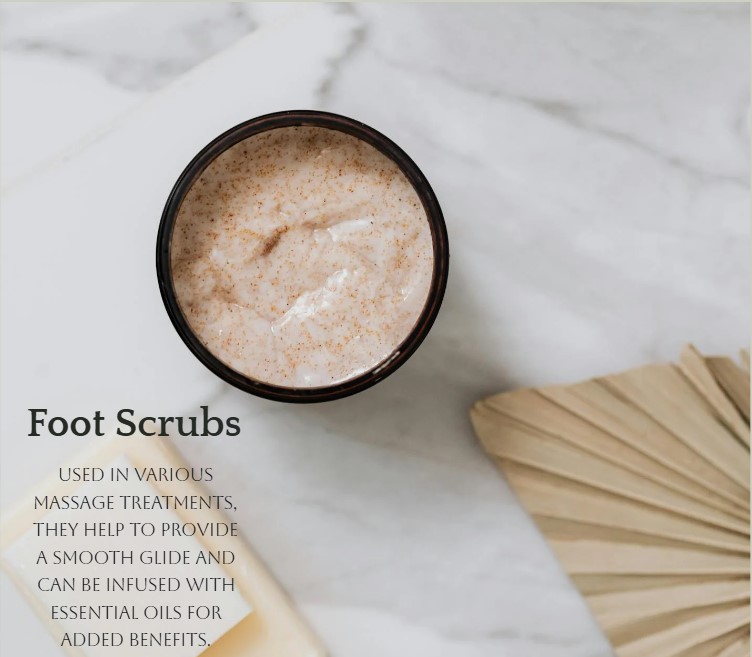 Foot Scrubs
USED IN VARIOUS
MASSAGE TREATMENTS,
THEY HELP TO PROVIDE
A SMOOTH GLIDE AND
CAN BE INFUSED WITH
ESSENTIAL OILS FOR
ADDED BENEFITS.